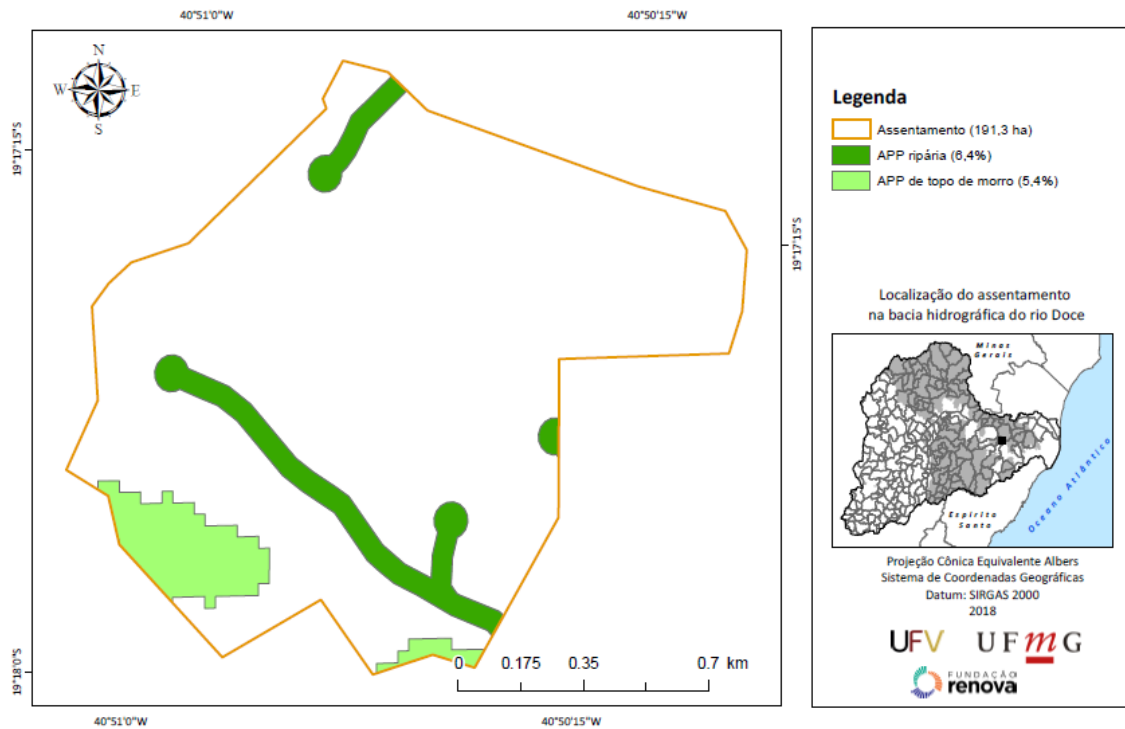 40°51'0"W
40°50'15"W
N
W
E
S
19°17'15"S
19°17'15"S
19°18'0"S
0
0.175
0.35
0.7 km
40°51'0"W
40°50'15"W
Legenda
Assentamento (191,3 ha)
APP ripária (6,4%)
APP de topo de morro (5,4%)
Localização do assentamento
na bacia hidrográfica do rio Doce
Minas
Gerais
Espírito
Santo
Oceano Atlântico
Projeção Cônica Equivalente Albers
Sistema de Coordenadas Geográficas
Datum: SIRGAS 2000
2018
UFV
UFmG
FUNDAÇÃO
renova